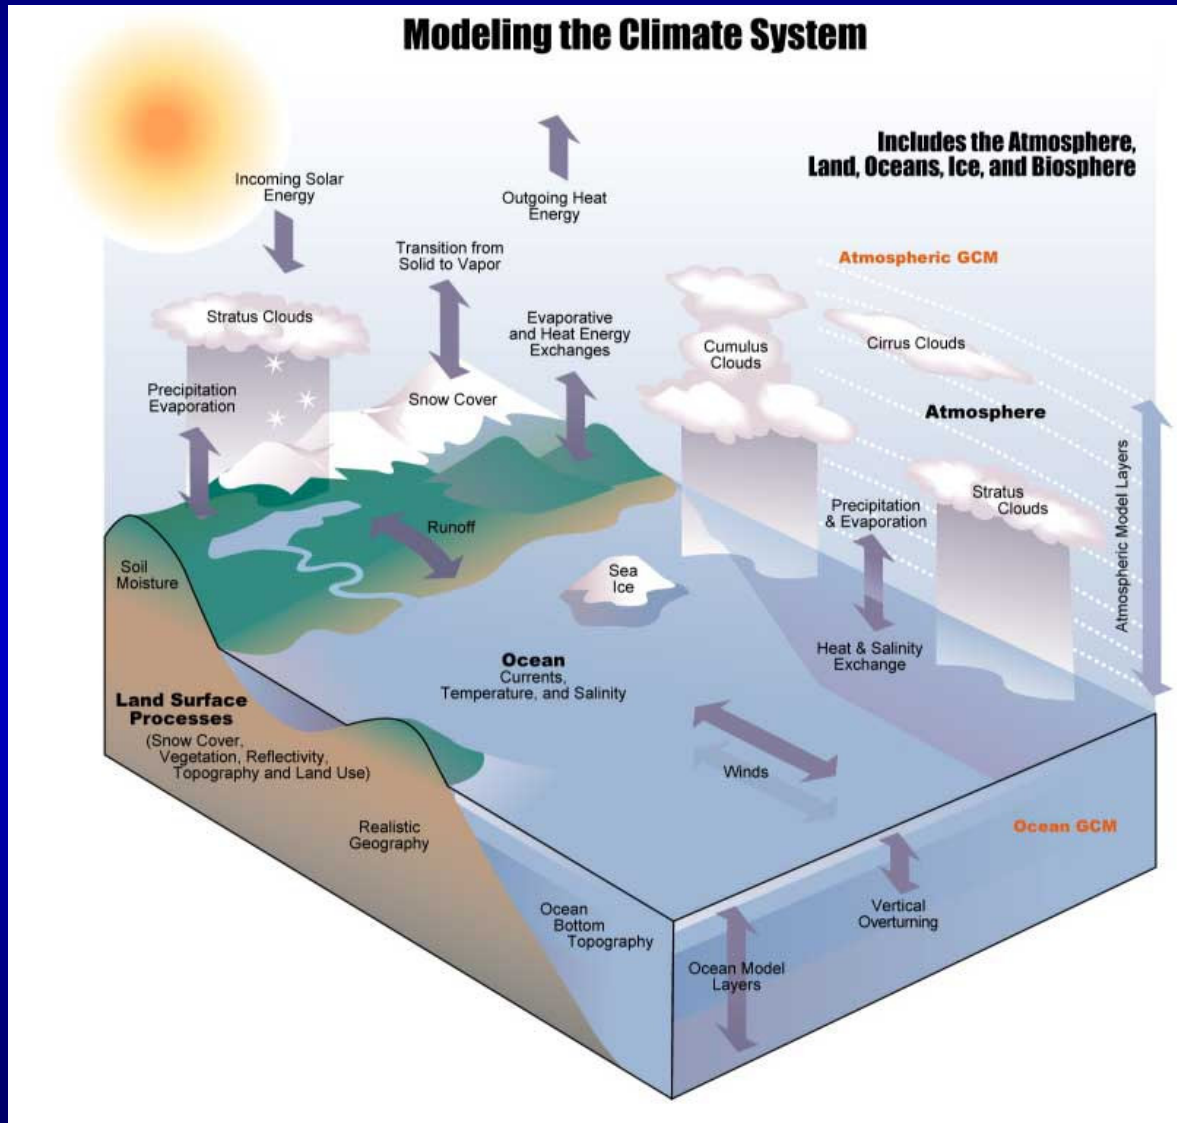 Modeling the Climate System
Includes the Atmosphere,
Land, Oceans, Ice, and Biosphere
Incoming Solar
Energy
Outgoing Heat
Energy
Transition from
Solid to Vapor
Atmospheric GCM
Stratus Clouds
Evaporative
and Heat Energy
Exchanges
Cumulus
Clouds
Cirrus Clouds
Precipitation
Evaporation
Snow Cover
Atmosphere
Atmospheric Model Layers
Stratus
Clouds
Precipitation
& Evaporation
Runoff
Soil
Moisture
Sea
Ice
Heat & Salinity
Exchange
Ocean
Currents,
Temperature, and Salinity
Land Surface
Processes
(Snow Cover,
Vegetation, Reflectivity,
Topography and Land Use)
Winds
Realistic
Geography
Ocean GCM
Vertical
Overturning
Ocean
Bottom
Topography
Ocean Model
Layers